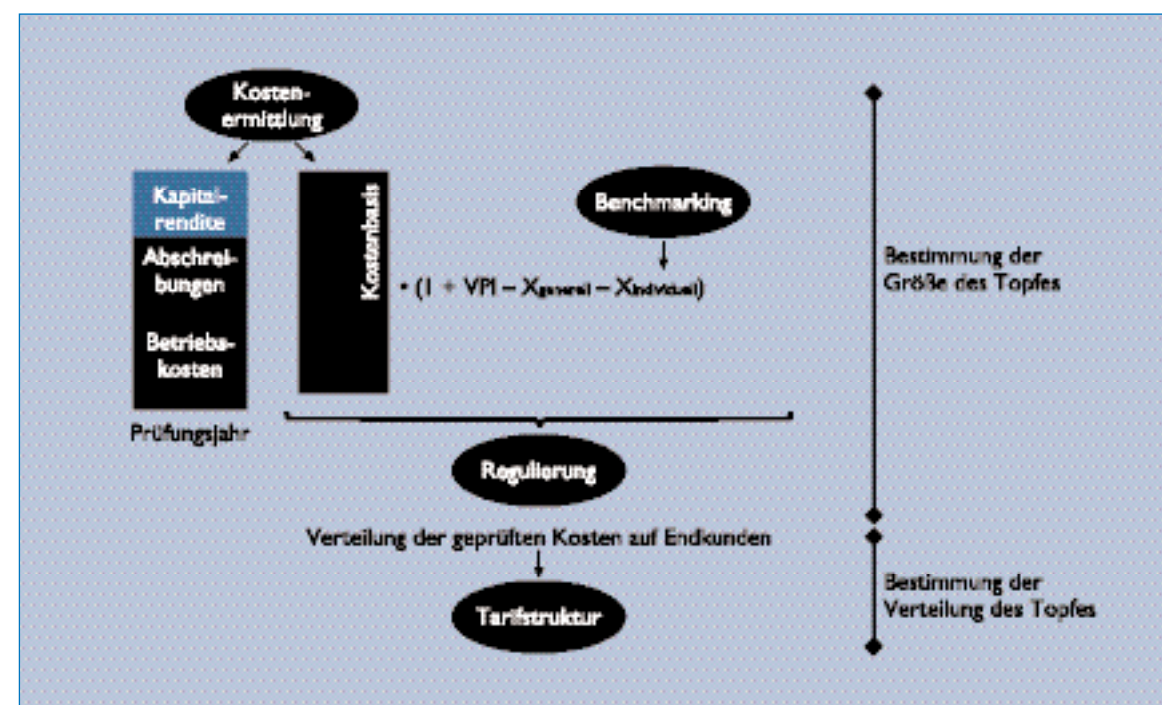 Kosten-
ermittlung
Kapital-
rendite
Abschrei-
bungen
Betriebs-
kosten
Prüfungsjahr
Kostenbasis
Benchmarking
• (1 + VPI – Xgenerell – Xindividuell)
Regulierung
Verteilung der geprüften Kosten auf Endkunden
Tarifstruktur
Bestimmung der
Größe des Topfes
Bestimmung der
Verteilung des Topfes